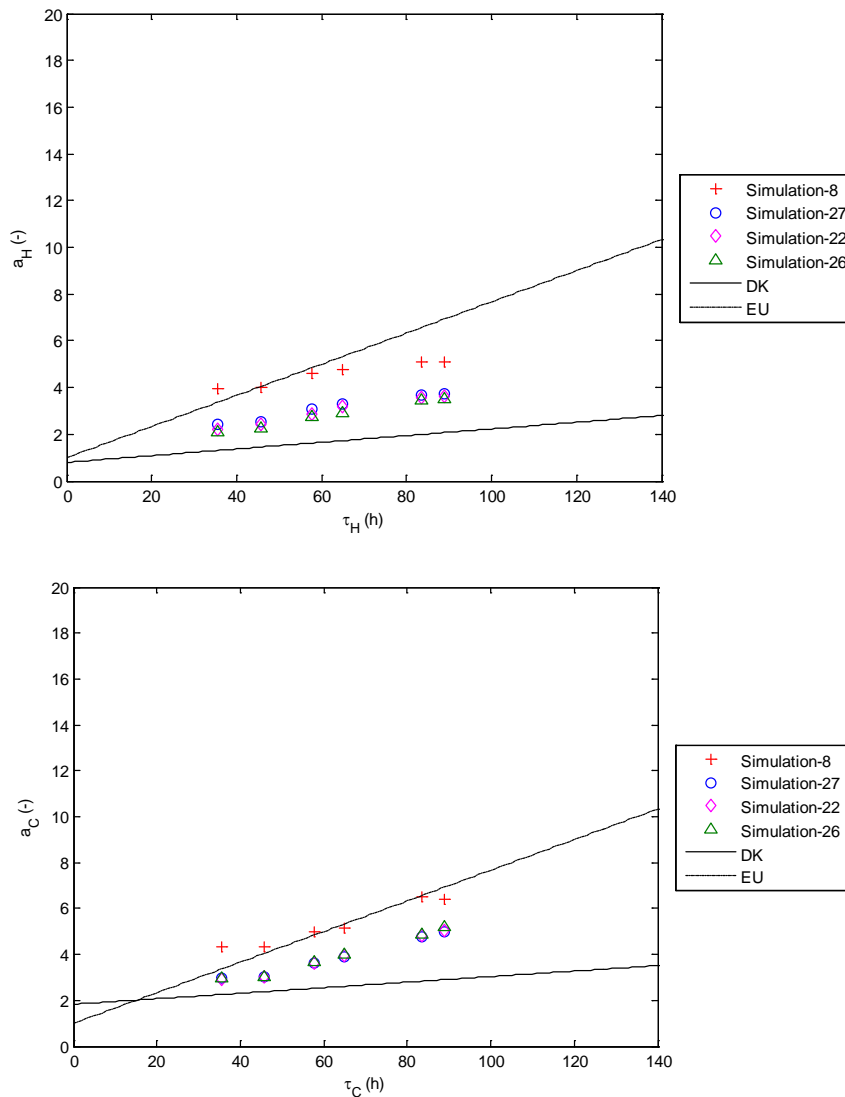 20
18
16
14
12
10
8
6
4
2
0
a_H (-)
0 20 40 60 80 100 120 140
τ_H (h)
Simulation-8
Simulation-27
Simulation-22
Simulation-26
DK
EU
20
18
16
14
12
10
8
6
4
2
0
a_C (-)
0 20 40 60 80 100 120 140
τ_C (h)
Simulation-8
Simulation-27
Simulation-22
Simulation-26
DK
EU